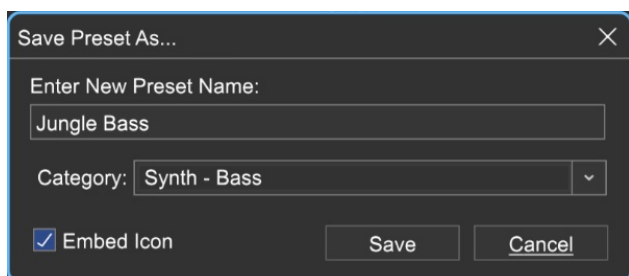 Save Preset As...
Enter New Preset Name:
Jungle Bass
Category: Synth - Bass
Embed Icon Save Cancel